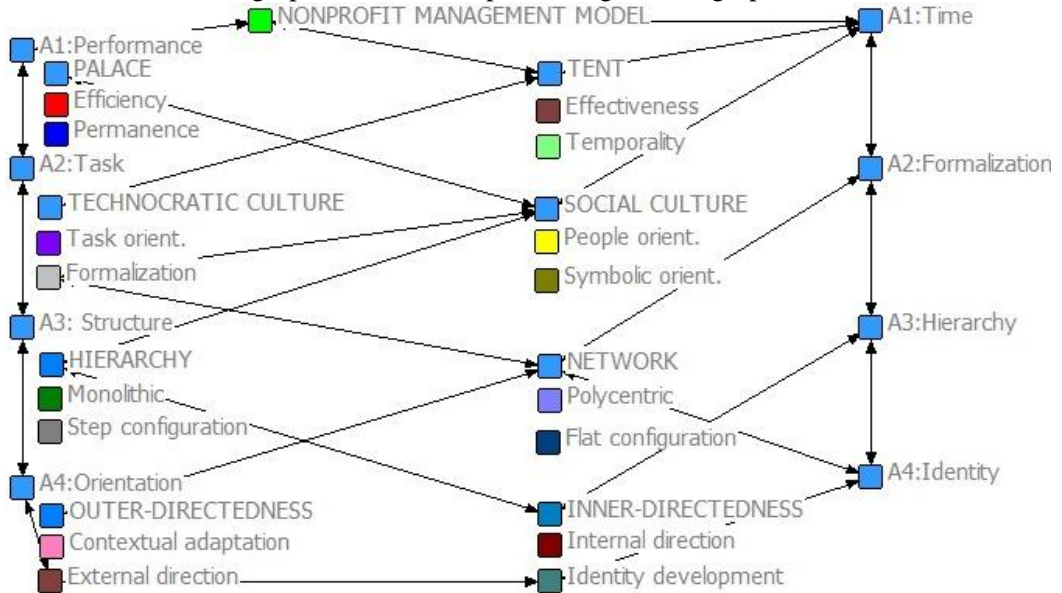 NONPROFIT MANAGEMENT MODEL
A1:Time
A1:Performance
PALACE
TENT
Efficiency
Effectiveness
Permanence
Temporality
A2:Task
A2:Formalization
TECHNOCRATIC CULTURE
SOCIAL CULTURE
Task orient.
People orient.
Formalization
Symbolic orient.
A3: Structure
A3:Hierarchy
HIERARCHY
NETWORK
Monolithic
Polycentric
Step configuration
Flat configuration
A4:Orientation
A4:Identity
OUTER-DIRECTEDNESS
INNER-DIRECTEDNESS
Contextual adaptation
Internal direction
External direction
Identity development